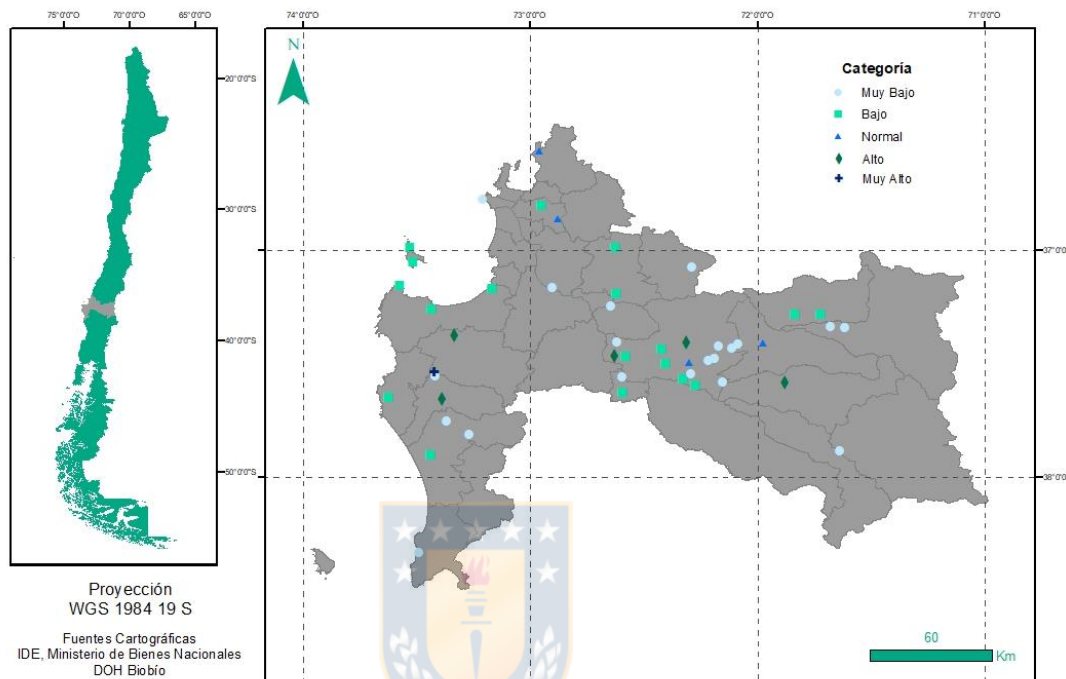 75°0'0"O 70°0'0"O 65°0'0"O
74°0'0"O 73°0'0"O 72°0'0"O 71°0'0"O
N
Categoría
Muy Bajo
Bajo
Normal
Alto
Muy Alto
20°0'0"S
30°0'0"S
40°0'0"S
50°0'0"S
37°0'0"S
38°0'0"S
Proyección
WGS 1984 19 S
Fuentes Cartográficas
IDE, Ministerio de Bienes Nacionales
DOH Biobío
60
Km